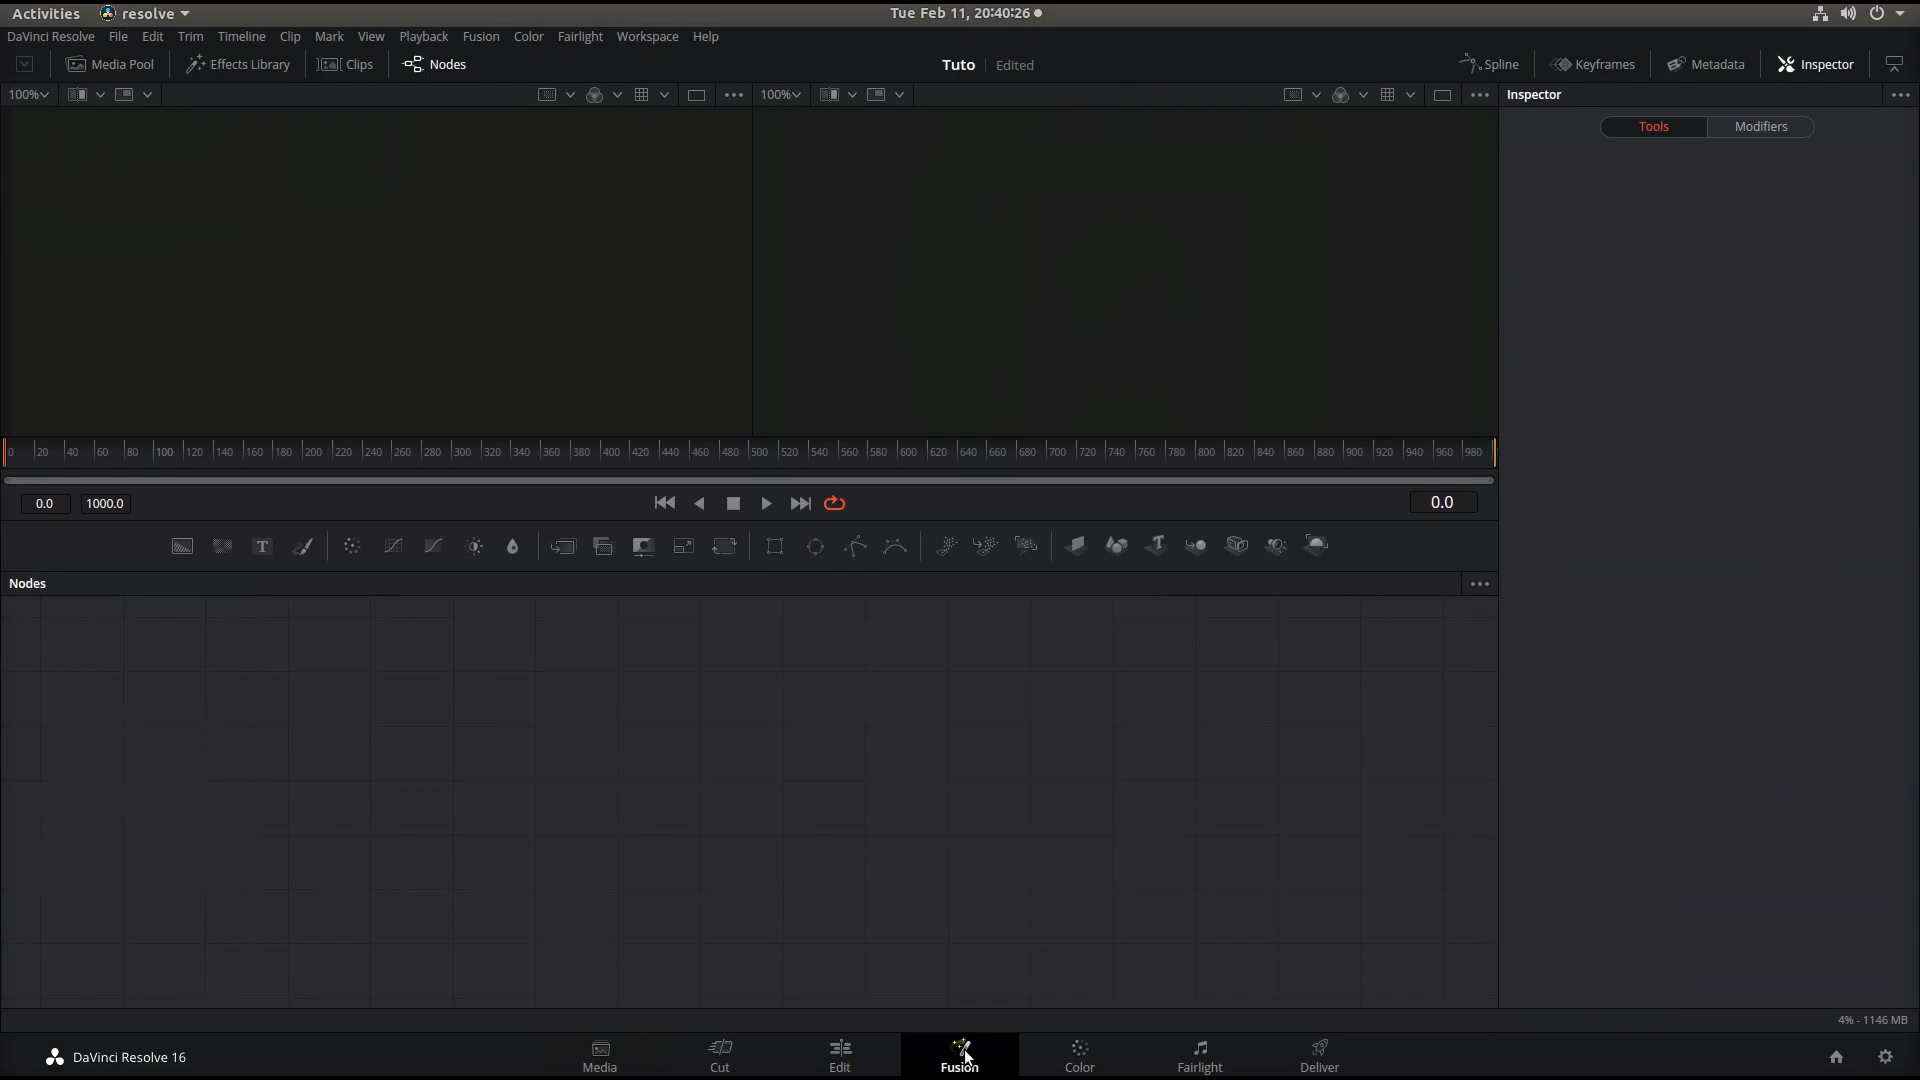 Activities resolve Tue Feb 11, 20:40:26
DaVinci Resolve File Edit Trim Timeline Clip Mark View Playback Fusion Color Fairlight Workspace Help
Media Pool Effects Library Clips Nodes Tuto Edited Spline Keyframes Metadata Inspector
100% 100% Inspector
Tools Modifiers
0 20 40 60 80 100 120 140 160 180 200 220 240 260 280 300 320 340 360 380 400 420 440 460 480 500 520 540 560 580 600 620 640 660 680 700 720 740 760 780 800 820 840 860 880 900 920 940 960 980
0.0 1000.0 0.0
T T
Nodes
4% - 1146 MB
DaVinci Resolve 16 Media Cut Edit Fusion Color Fairlight Deliver